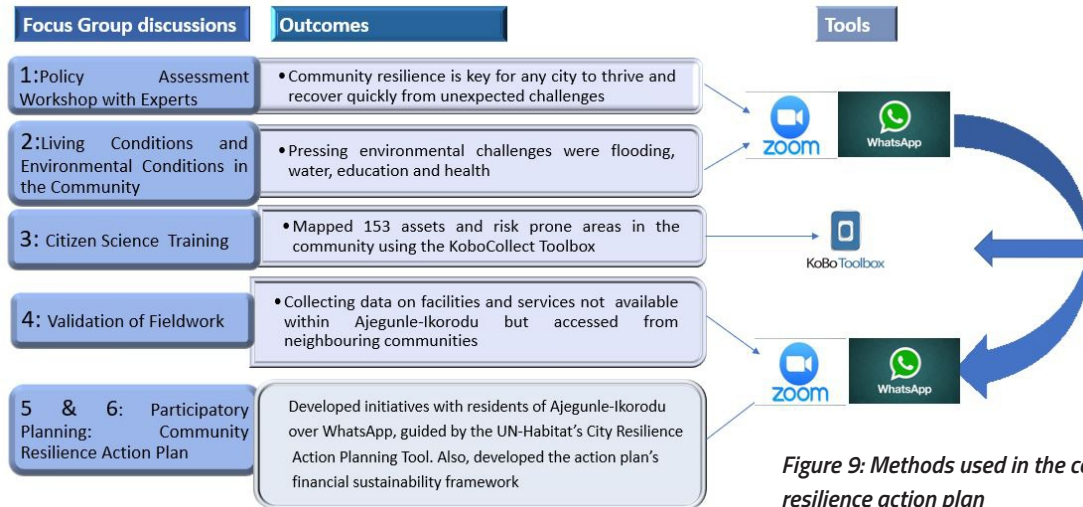 Focus Group discussions
Outcomes
Tools
1:Policy Assessment
Workshop with Experts
•Community resilience is key for any city to thrive and
recover quickly from unexpected challenges
2:Living Conditions and
Environmental Conditions in
the Community
•Pressing environmental challenges were flooding,
water, education and health
zoom
WhatsApp
3: Citizen Science Training
•Mapped 153 assets and risk prone areas in the
community using the KoboCollect Toolbox
KoBoToolbox
4: Validation of Fieldwork
•Collecting data on facilities and services not available
within Ajegunle-Ikorodu but accessed from
neighbouring communities
zoom
WhatsApp
5 & 6: Participatory
Planning: Community
Resilience Action Plan
Developed initiatives with residents of Ajegunle-Ikorodu
over WhatsApp, guided by the UN-Habitat's City Resilience
Action Planning Tool. Also, developed the action plan's
financial sustainability framework
Figure 9: Methods used in the
resilience action plan